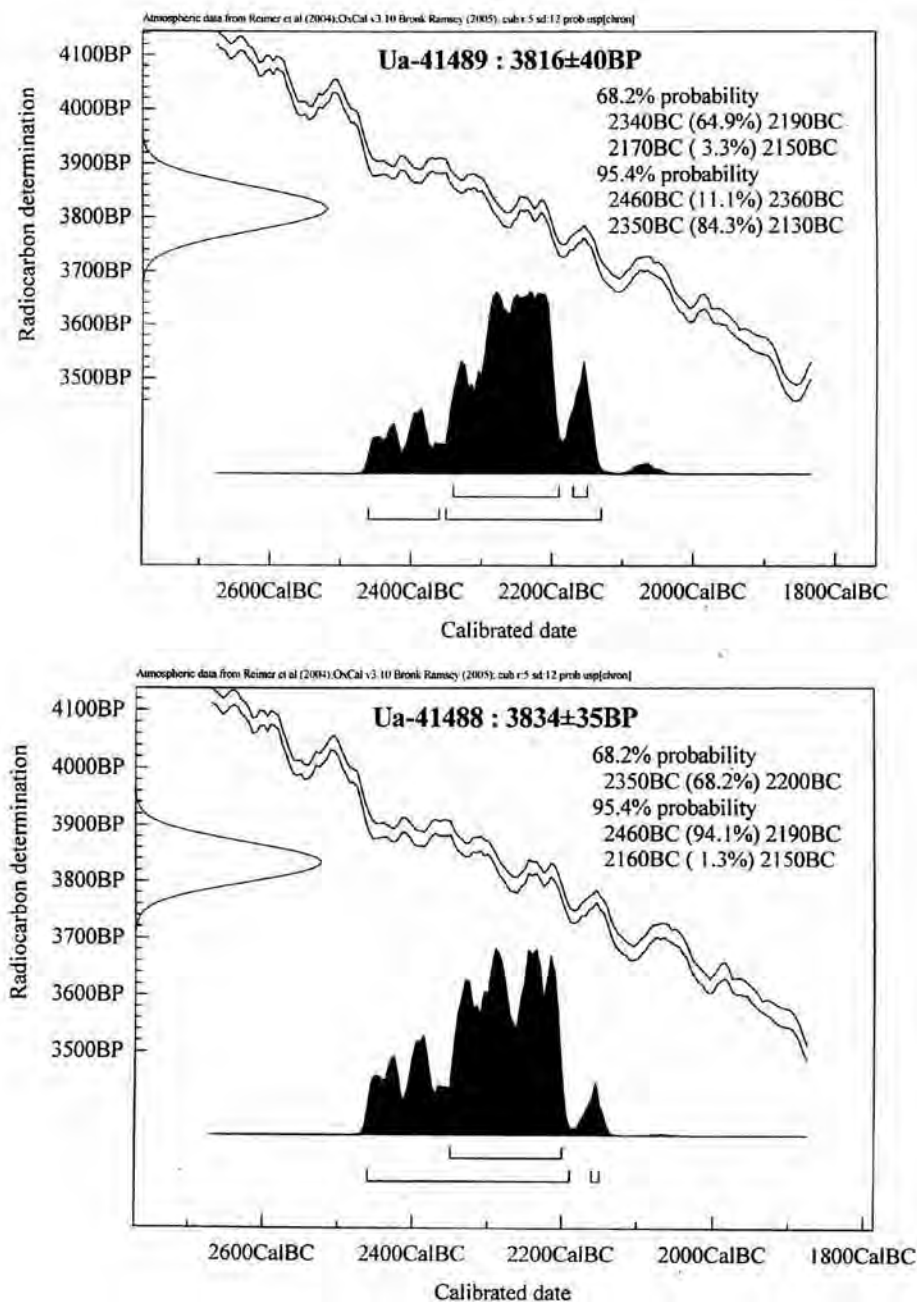 Atmospheric data from Reimer et al (2004);OxCal v3.10 Bronk Ramsey (2005); cub r:5 sd:12 prob usp[chron]
Ua-41489 : 3816±40BP
68.2% probability
2340BC (64.9%) 2190BC
2170BC ( 3.3%) 2150BC
95.4% probability
2460BC (11.1%) 2360BC
2350BC (84.3%) 2130BC
Radiocarbon determination
4100BP
4000BP
3900BP
3800BP
3700BP
3600BP
3500BP
2600CalBC 2400CalBC 2200CalBC 2000CalBC 1800CalBC
Calibrated date
Atmospheric data from Reimer et al (2004);OxCal v3.10 Bronk Ramsey (2005); cub r:5 sd:12 prob usp[chron]
Ua-41488 : 3834±35BP
68.2% probability
2350BC (68.2%) 2200BC
95.4% probability
2460BC (94.1%) 2190BC
2160BC ( 1.3%) 2150BC
Radiocarbon determination
4100BP
4000BP
3900BP
3800BP
3700BP
3600BP
3500BP
2600CalBC 2400CalBC 2200CalBC 2000CalBC 1800CalBC
Calibrated date